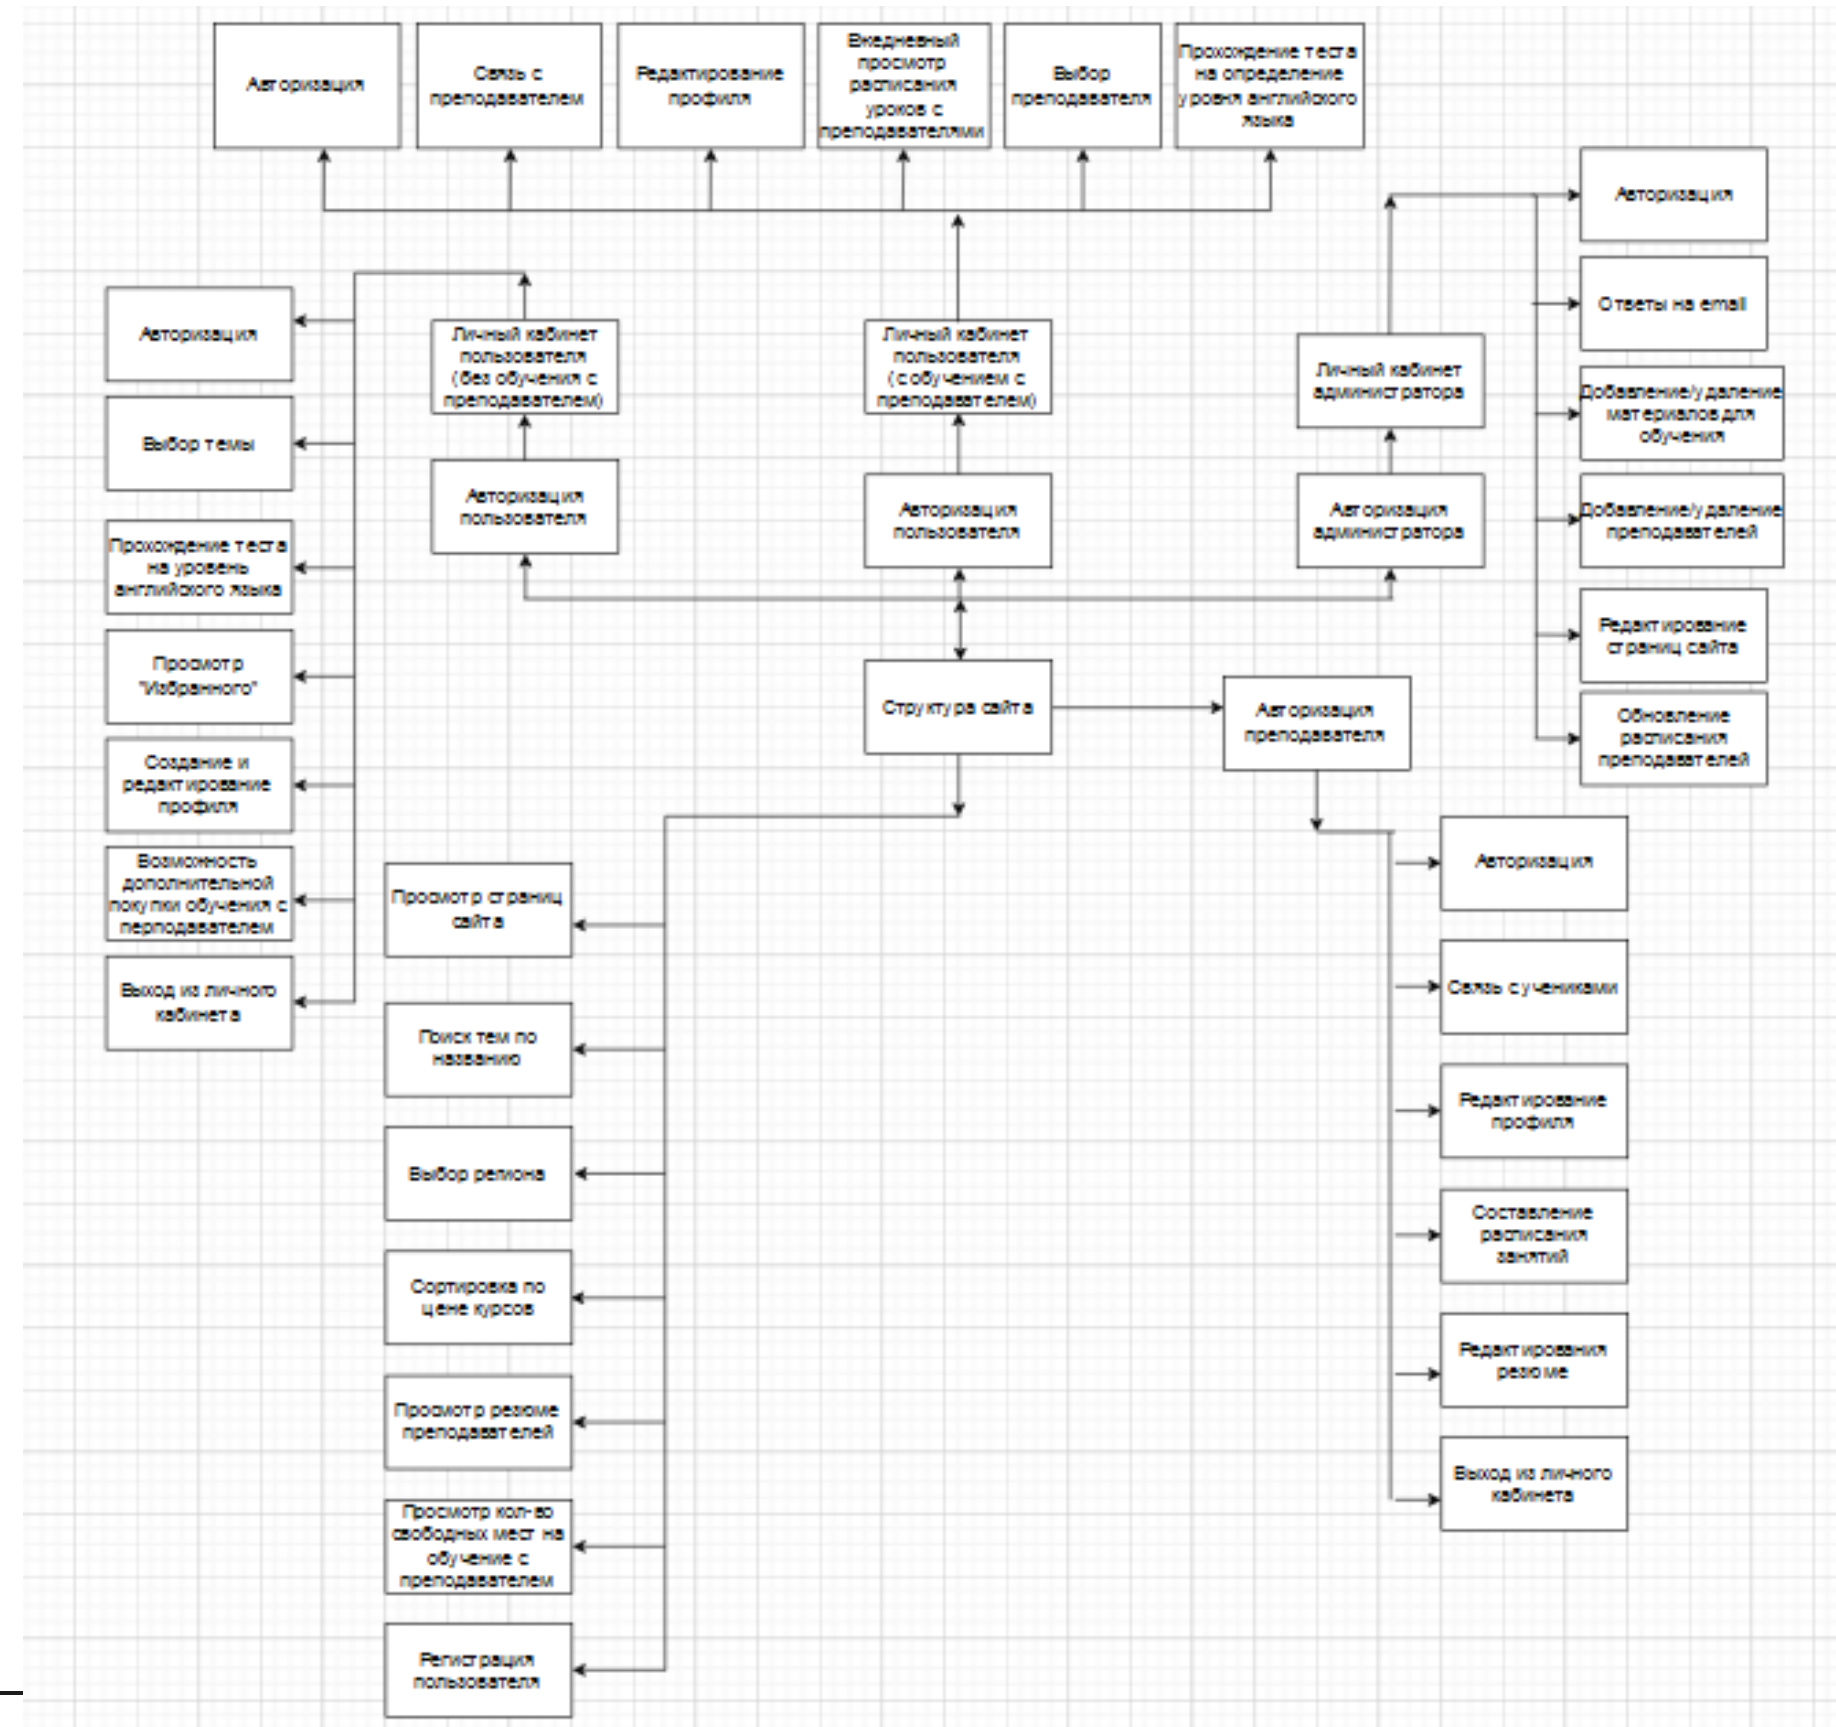 Авторизация
Связь с
преподавателем
Редактирование
профиля
Ежедневный
просмотр
расписания
уроков с
преподавателями
Выбор
преподавателя
Прохождение теста
на определение
уровня английского
языка
Личный кабинет
пользователя
(без обучения с
преподавателем)
Авторизация
пользователя
Личный кабинет
пользователя
(с обучением с
преподавателем)
Авторизация
пользователя
Личный кабинет
администратора
Авторизация
администратора
Авторизация
Ответы на email
Добавление/удаление
материалов для
обучения
Добавление/удаление
преподавателей
Редактирование
страниц сайта
Обновление
расписания
преподавателей
Авторизация
Выбор темы
Прохождение теста
на уровень
английского языка
Просмотр
"Избранного"
Создание и
редактирование
профиля
Возможность
дополнительной
покупки обучения с
перподавателем
Выход из личного
кабинета
Структура сайта
Авторизация
преподавателя
Просмотр страниц
сайта
Поиск тем по
названию
Выбор региона
Сортировка по
цене курсов
Просмотр резюме
преподавателей
Просмотр кол-во
свободных мест на
обучение с
преподавателем
Регистрация
пользователя
Авторизация
Связь с учениками
Редактирование
профиля
Составление
расписания
занятий
Редактирования
резюме
Выход из личного
кабинета